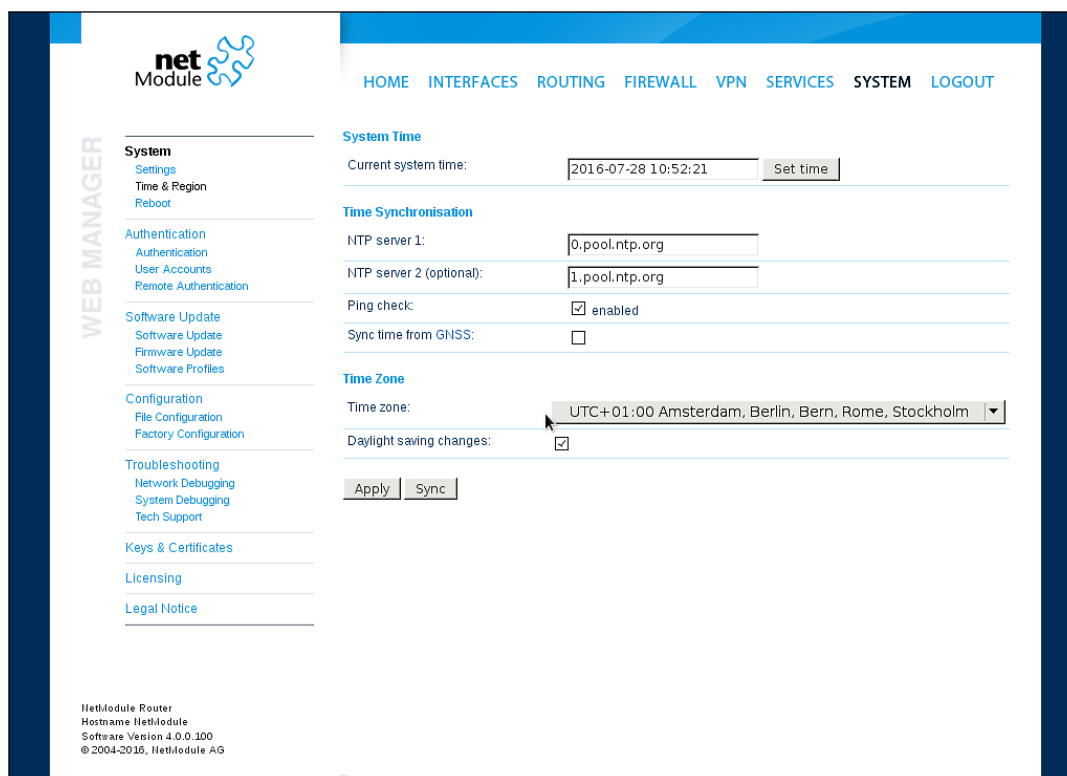 net
Module
HOME INTERFACES ROUTING FIREWALL VPN SERVICES SYSTEM LOGOUT
WEB MANAGER
System
Settings
Time & Region
Reboot
Authentication
Authentication
User Accounts
Remote Authentication
Software Update
Software Update
Firmware Update
Software Profiles
Configuration
File Configuration
Factory Configuration
Troubleshooting
Network Debugging
System Debugging
Tech Support
Keys & Certificates
Licensing
Legal Notice
System Time
Current system time: 2016-07-28 10:52:21 Set time
Time Synchronisation
NTP server 1: 0.pool.ntp.org
NTP server 2 (optional): 1.pool.ntp.org
Ping check: enabled
Sync time from GNSS:
Time Zone
Time zone: UTC+01:00 Amsterdam, Berlin, Bern, Rome, Stockholm
Daylight saving changes:
Apply Sync
NetModule Router
Hostname NetModule
Software Version 4.0.0.100
© 2004-2016, NetModule AG